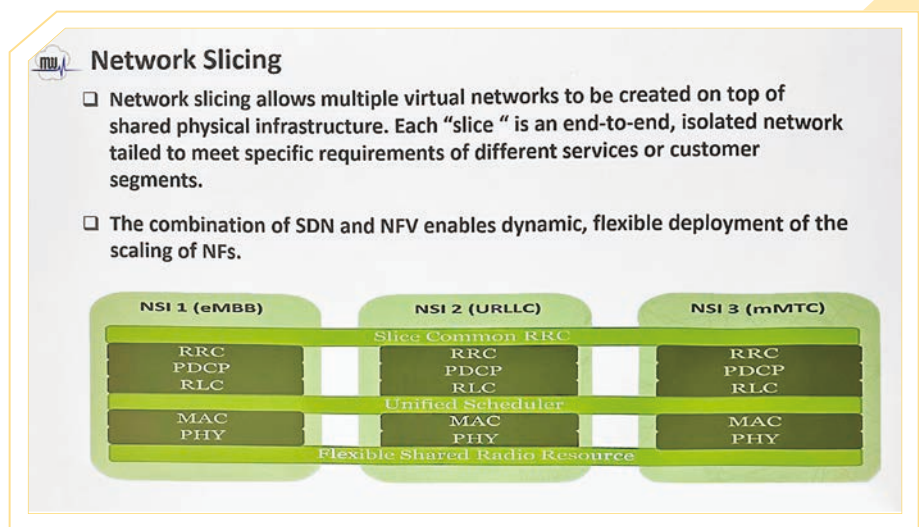 mw
Network Slicing
❑ Network slicing allows multiple virtual networks to be created on top of
shared physical infrastructure. Each “slice “ is an end-to-end, isolated network
tailed to meet specific requirements of different services or customer
segments.
❑ The combination of SDN and NFV enables dynamic, flexible deployment of the
scaling of NFs.
NSI 1 (eMBB) NSI 2 (URLLC) NSI 3 (mMTC)
Slice Common RRC
RRC RRC RRC
PDCP PDCP PDCP
RLC RLC RLC
Unified Scheduler
MAC MAC MAC
PHY PHY PHY
Flexible Shared Radio Resource